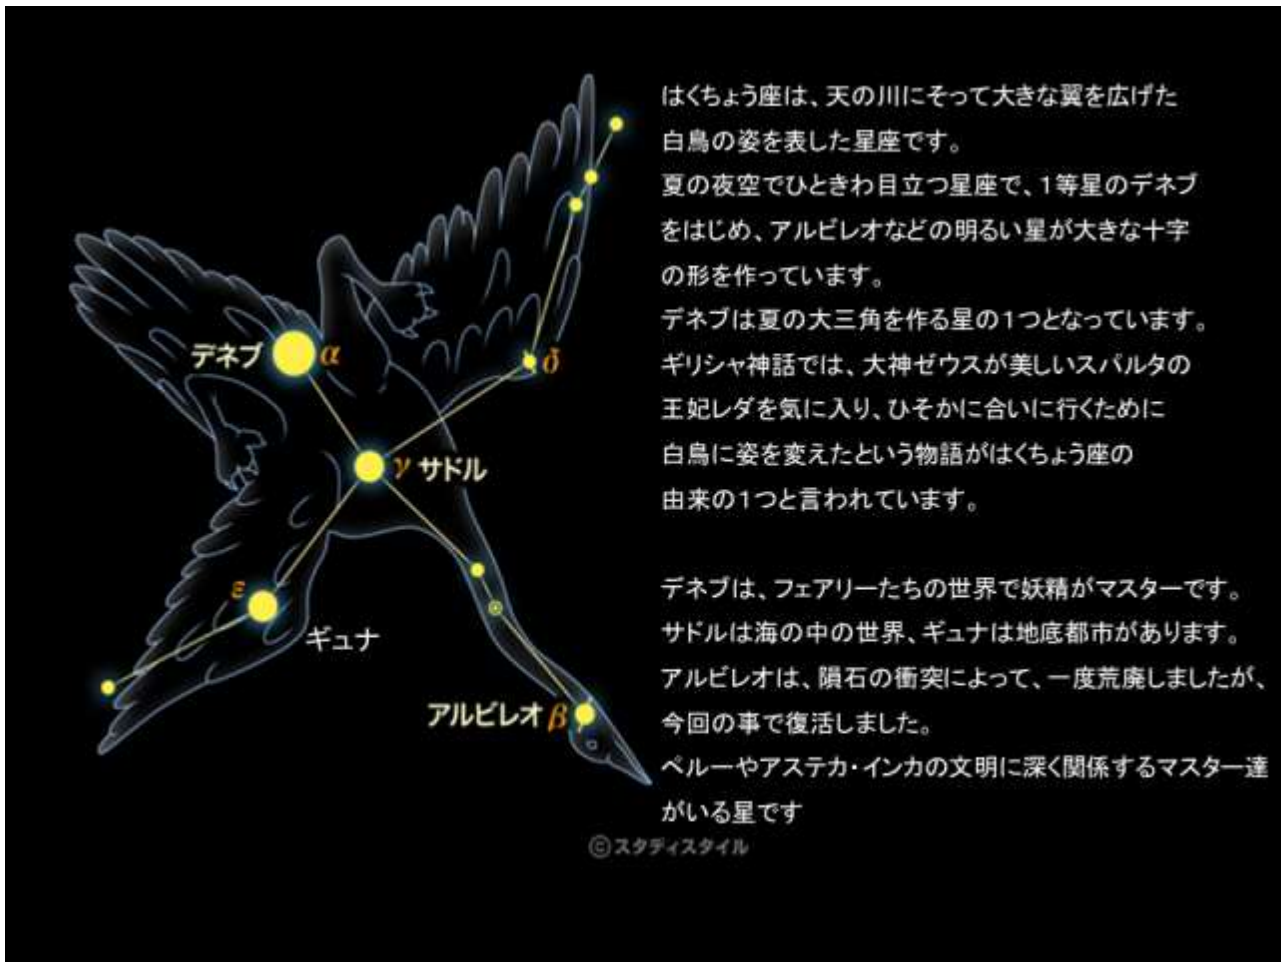 はくちょう座は、天の川にそって大きな翼を広げた
白鳥の姿を表した星座です。
夏の夜空でひときわ目立つ星座で、1等星のデネブ
をはじめ、アルビレオなどの明るい星が大きな十字
の形を作っています。
デネブは夏の大三角を作る星の1つとなっています。
ギリシャ神話では、大神ゼウスが美しいスパルタの
王妃レダを気に入り、ひそかに合いに行くために
白鳥に姿を変えたという物語がはくちょう座の
由来の1つと言われています。
デネブは、フェアリーたちの世界で妖精がマスターです。
サドルは海の中の世界、ギュナは地底都市があります。
アルビレオは、隕石の衝突によって、一度荒廃しましたが、
今回の事で復活しました。
ペルーやアステカ・インカの文明に深く関係するマスター達
がいる星です
デネブ α
δ
γ サドル
ε
ギュナ
アルビレオ β
©スタディスタイル